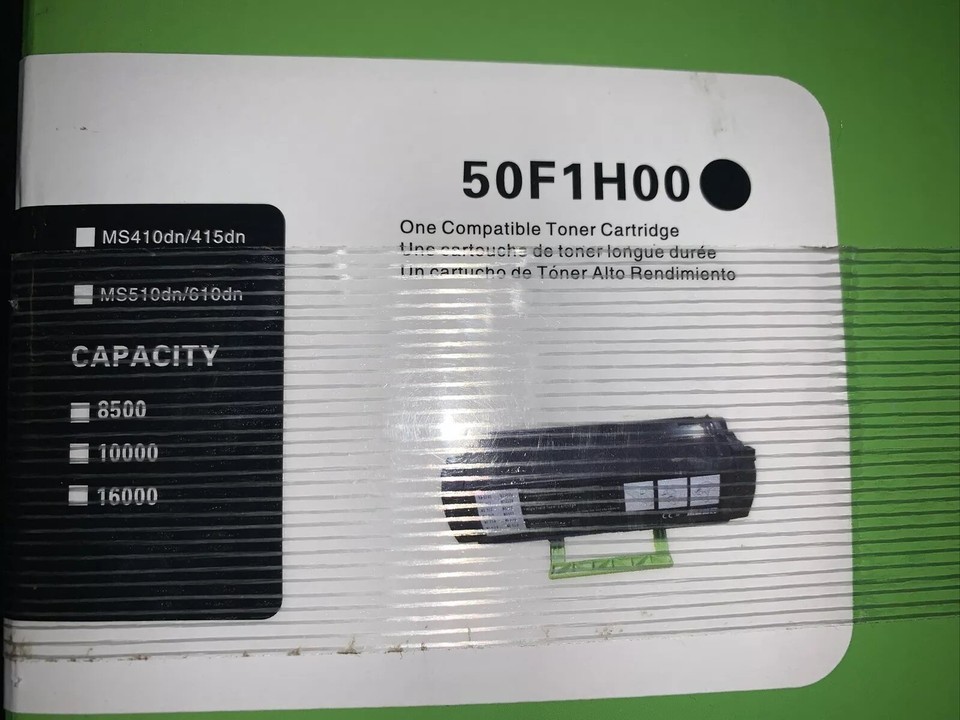 50F1H00
One Compatible Toner Cartridge
Une cartouche de toner longue durée
Un cartucho de Tóner Alto Rendimiento
MS410dn/415dn
MS510dn/610dn
CAPACITY
8500
10000
16000